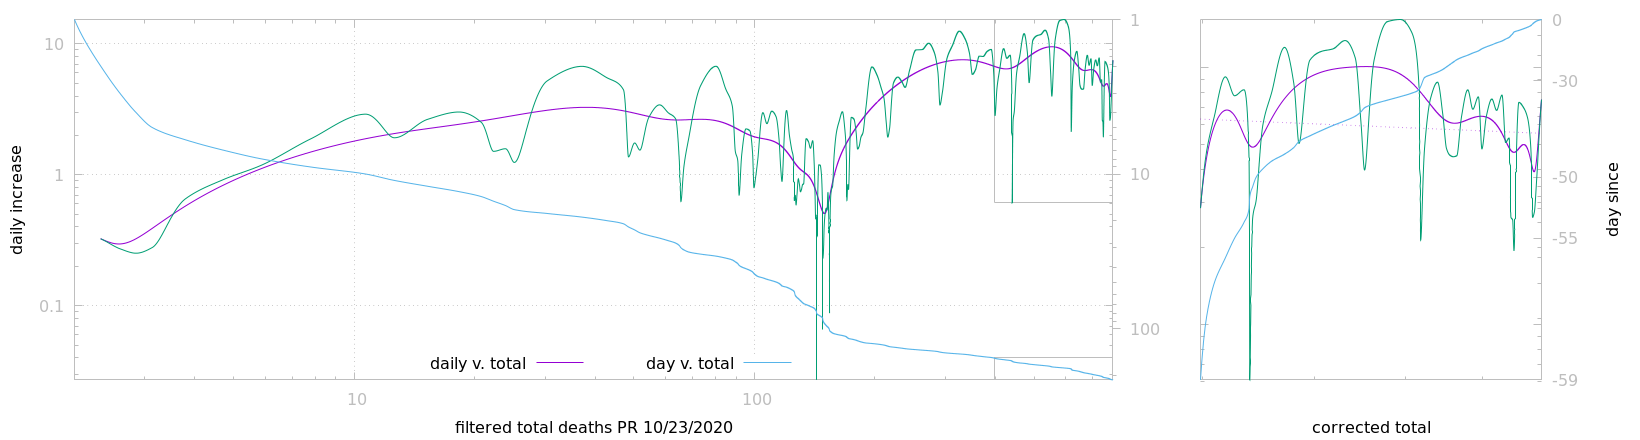 10
1
0.1
daily increase
daily v. total
day v. total
10
100
filtered total deaths PR 10/23/2020
1
10
100
0
-30
-50
-55
-59
day since
corrected total